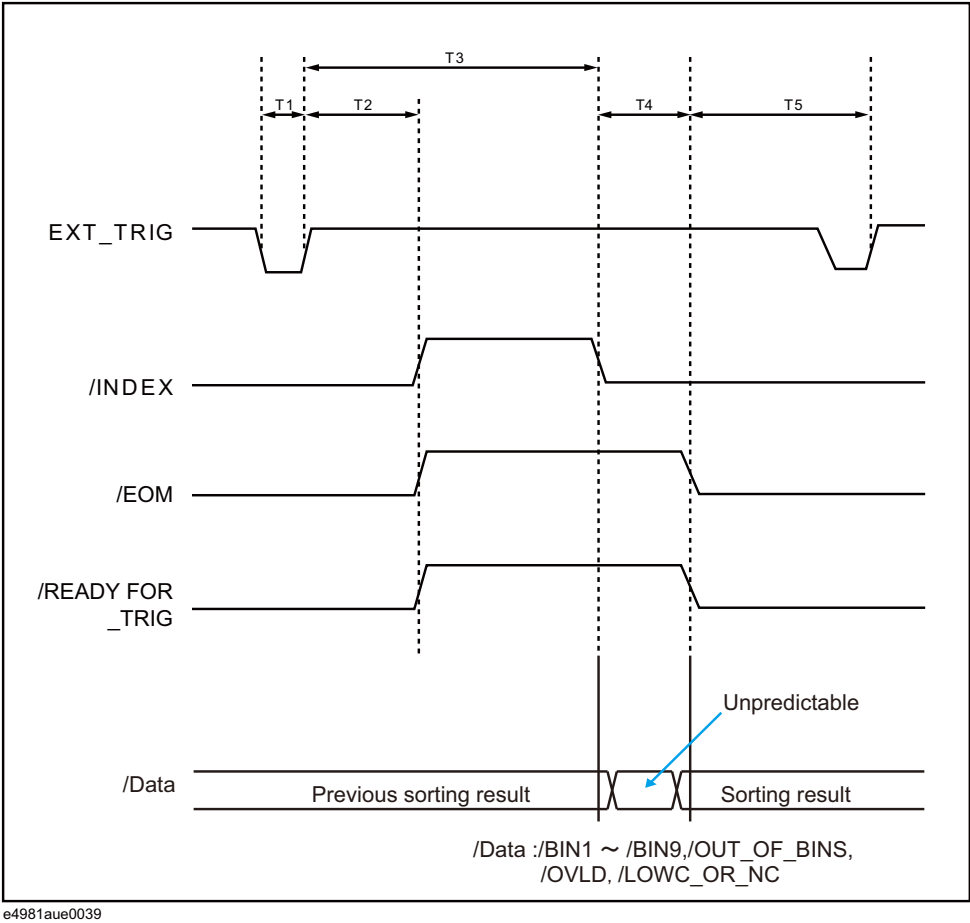 T3
T1
T2
T4
T5
EXT_TRIG
/INDEX
/EOM
/READY FOR
_TRIG
Unpredictable
/Data
Previous sorting result
Sorting result
/Data :/BIN1 ～ /BIN9,/OUT_OF_BINS,
/OVLD, /LOWC_OR_NC
e4981aue0039